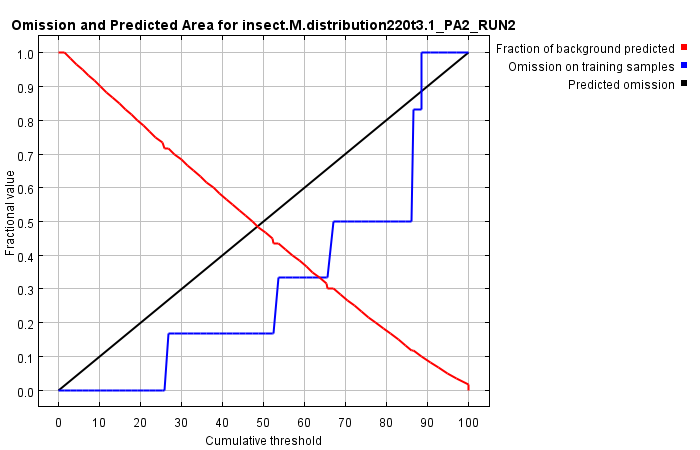 Omission and Predicted Area for insect.M.distribution220t3.1_PA2_RUN2
Fraction of background predicted
Omission on training samples
Predicted omission
Fractional value
1.0
0.9
0.8
0.7
0.6
0.5
0.4
0.3
0.2
0.1
0.0
0 10 20 30 40 50 60 70 80 90 100
Cumulative threshold